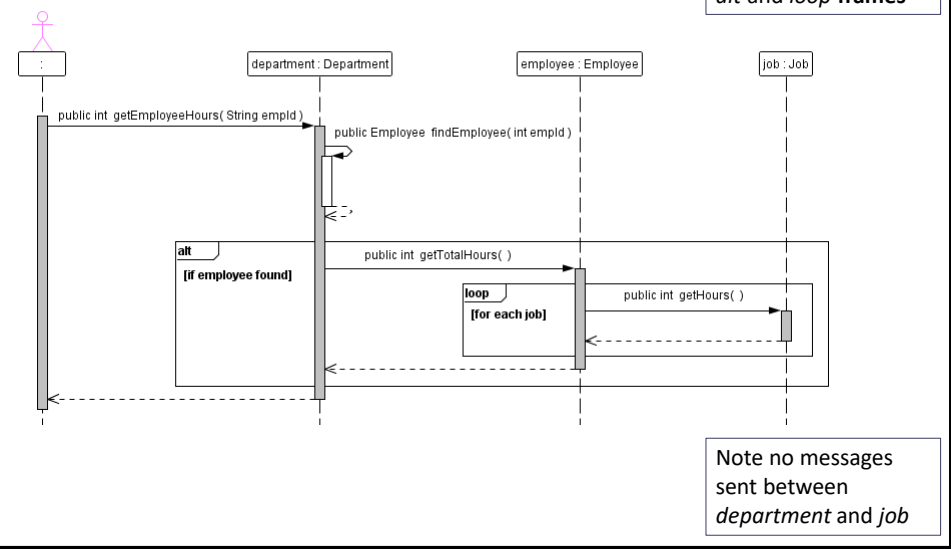 alt and loop frames
:
department : Department
employee : Employee
job : Job
public int getEmployeeHours( String empId )
public Employee findEmployee( int empId )
alt
public int getTotalHours( )
[if employee found]
loop
public int getHours( )
[for each job]
Note no messages
sent between
department and job